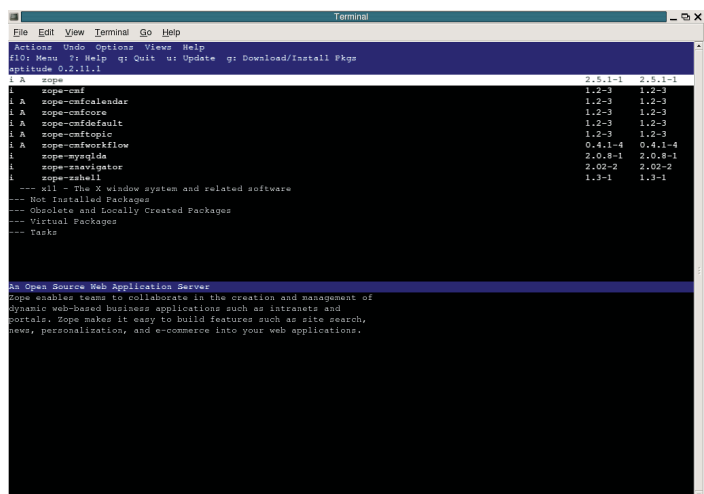 Terminal
File Edit View Terminal Go Help
Actions Undo Options Views Help
f10: Menu ?: Help q: Quit u: Update g: Download/Install Pkgs
aptitude 0.2.11.1
i A zope 2.5.1-1 2.5.1-1
i zope-cmf 1.2-3 1.2-3
i A zope-cmfcalendar 1.2-3 1.2-3
i A zope-cmfcore 1.2-3 1.2-3
i A zope-cmfdefault 1.2-3 1.2-3
i A zope-cmftopic 1.2-3 1.2-3
i A zope-cmfworkflow 0.4.1-4 0.4.1-4
i zope-mysqlda 2.0.8-1 2.0.8-1
i zope-znavigator 2.02-2 2.02-2
i zope-zshell 1.3-1 1.3-1
--- x11 - The X window system and related software
--- Not Installed Packages
--- Obsolete and Locally Created Packages
--- Virtual Packages
--- Tasks
An Open Source Web Application Server
Zope enables teams to collaborate in the creation and management of
dynamic web-based business applications such as intranets and
portals. Zope makes it easy to build features such as site search,
news, personalization, and e-commerce into your web applications.